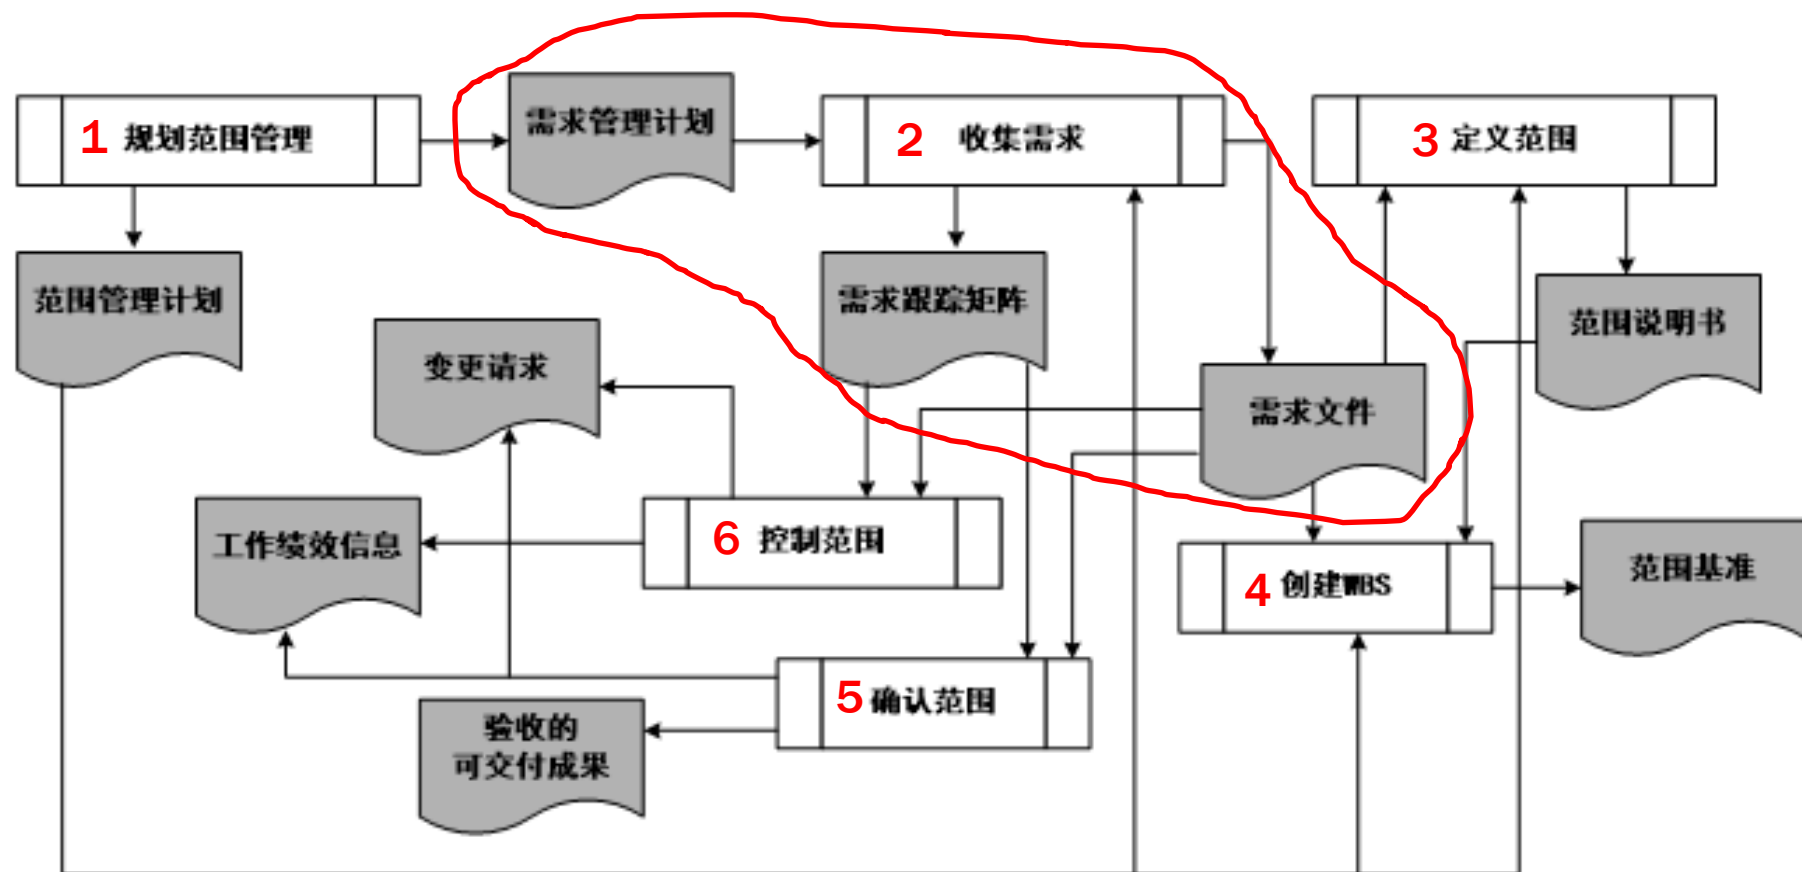 1 规划范围管理
需求管理计划
2 收集需求
3 定义范围
范围管理计划
需求跟踪矩阵
范围说明书
变更请求
需求文件
工作绩效信息
6 控制范围
4 创建WBS
范围基准
5 确认范围
验收的
可交付成果